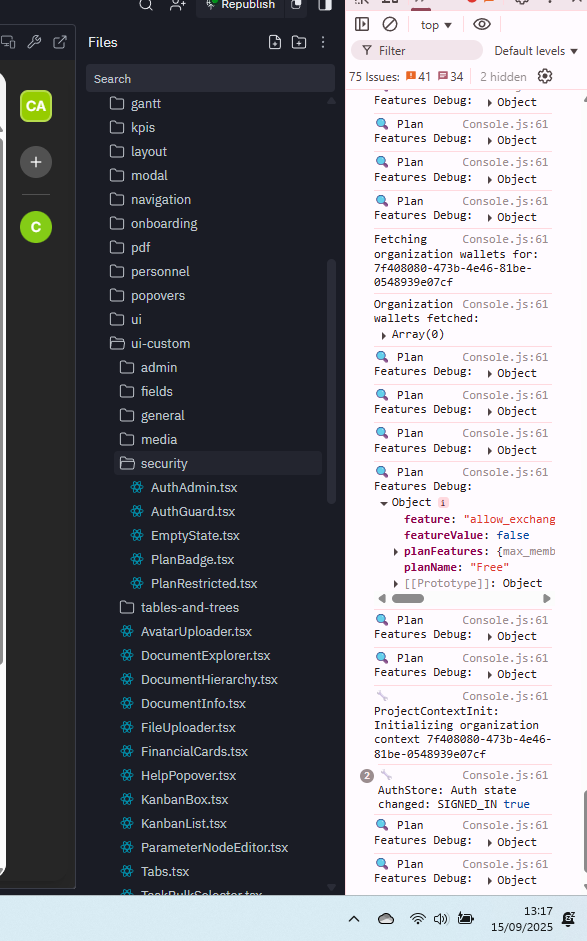 Republish
Files
Search
CA
C
gantt
kpis
layout
modal
navigation
onboarding
pdf
personnel
popovers
ui
ui-custom
admin
fields
general
media
security
AuthAdmin.tsx
AuthGuard.tsx
EmptyState.tsx
PlanBadge.tsx
PlanRestricted.tsx
tables-and-trees
AvatarUploader.tsx
DocumentExplorer.tsx
DocumentHierarchy.tsx
DocumentInfo.tsx
FileUploader.tsx
FinancialCards.tsx
HelpPopover.tsx
KanbanBox.tsx
KanbanList.tsx
ParameterNodeEditor.tsx
Tabs.tsx
TaskBulkSelector.tsx
top
Filter
Default levels
75 Issues: 41 34 2 hidden
Features Debug: Object
Plan Console.js:61
Features Debug: Object
Plan Console.js:61
Features Debug: Object
Plan Console.js:61
Features Debug: Object
Fetching Console.js:61
organization wallets for:
7f408080-473b-4e46-81be-
0548939e07cf
Organization Console.js:61
wallets fetched:
Array(0)
Plan Console.js:61
Features Debug: Object
Plan Console.js:61
Features Debug: Object
Plan Console.js:61
Features Debug: Object
Plan Console.js:61
Features Debug:
Object i
feature: "allow_exchang
featureValue: false
planFeatures: {max_memb
planName: "Free"
[[Prototype]]: Object
Plan Console.js:61
Features Debug: Object
Plan Console.js:61
Features Debug: Object
Console.js:61
ProjectContextInit:
Initializing organization
context 7f408080-473b-4e46-
81be-0548939e07cf
2 Console.js:61
AuthStore: Auth state
changed: SIGNED_IN true
Plan Console.js:61
Features Debug: Object
Plan Console.js:61
Features Debug: Object
13:17
15/09/2025